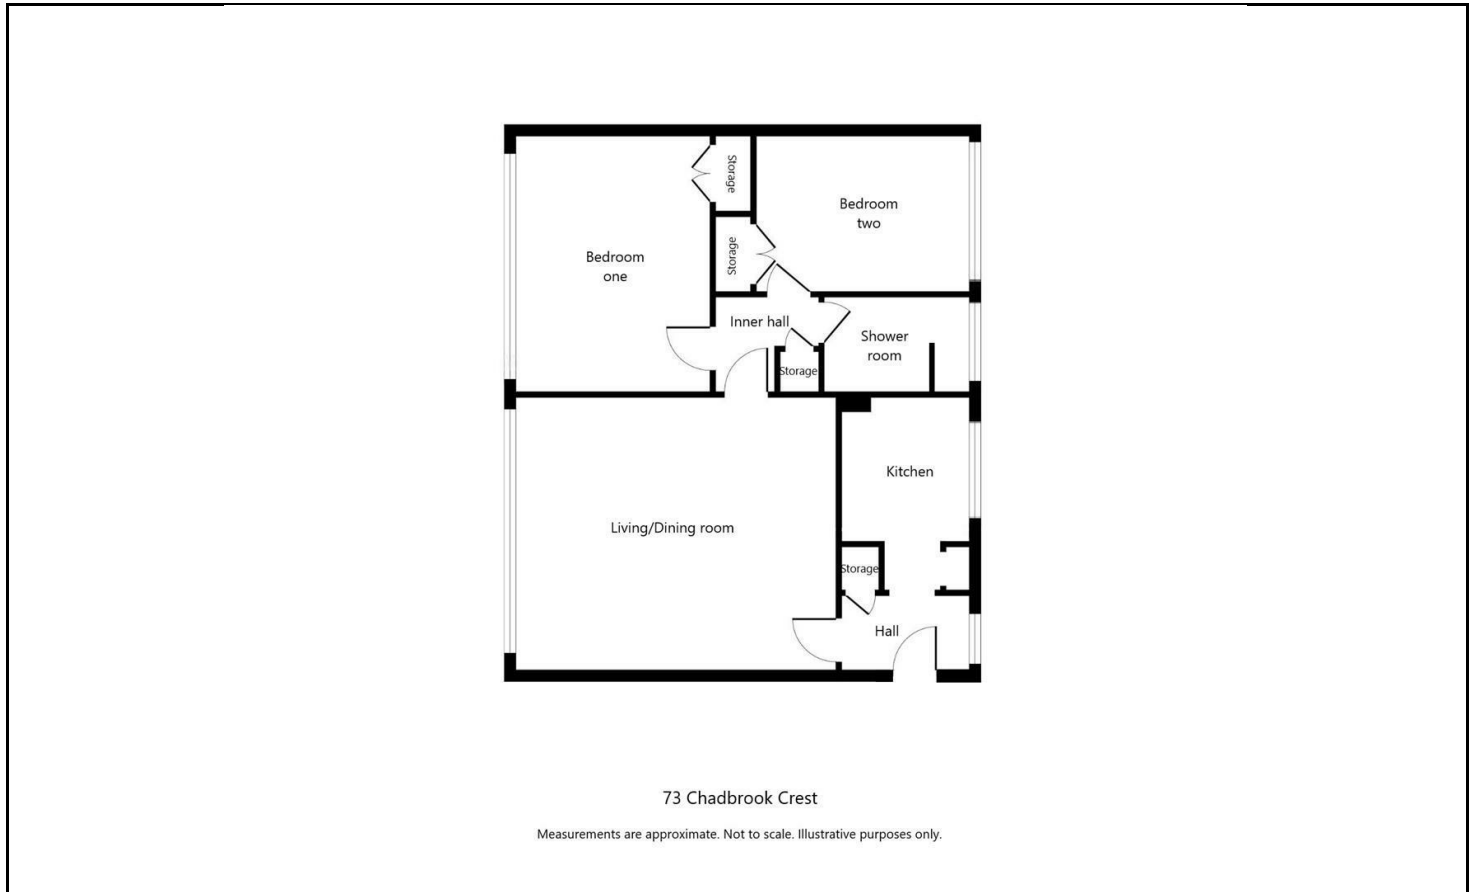 Storage
Bedroom
two
Storage
Bedroom
one
Inner hall
Shower
room
Storage
Kitchen
Living/Dining room
Storage
Hall
73 Chadbrook Crest
Measurements are approximate. Not to scale. Illustrative purposes only.